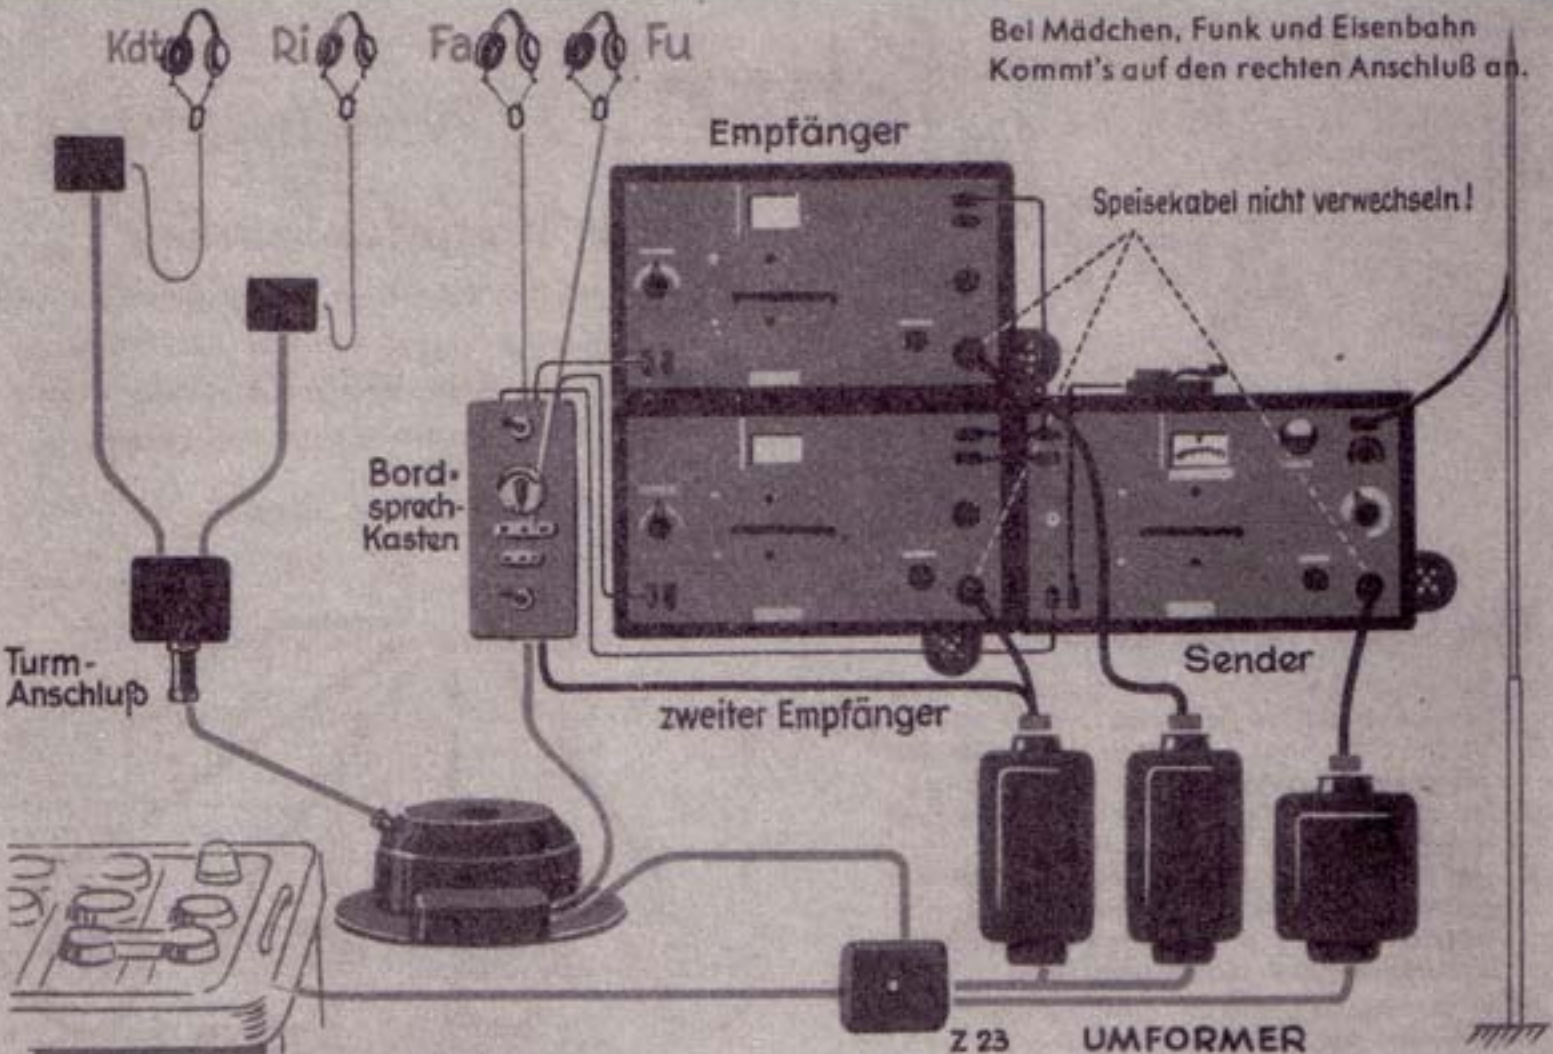 Kdt Ri Fa Fu
Bei Mädchen, Funk und Eisenbahn
Kommt's auf den rechten Anschluß an.
Empfänger
Speisekabel nicht verwechseln!
Bord-
sprech-
Kasten
Turm-
Anschluß
Sender
zweiter Empfänger
Z 23 UMFORMER